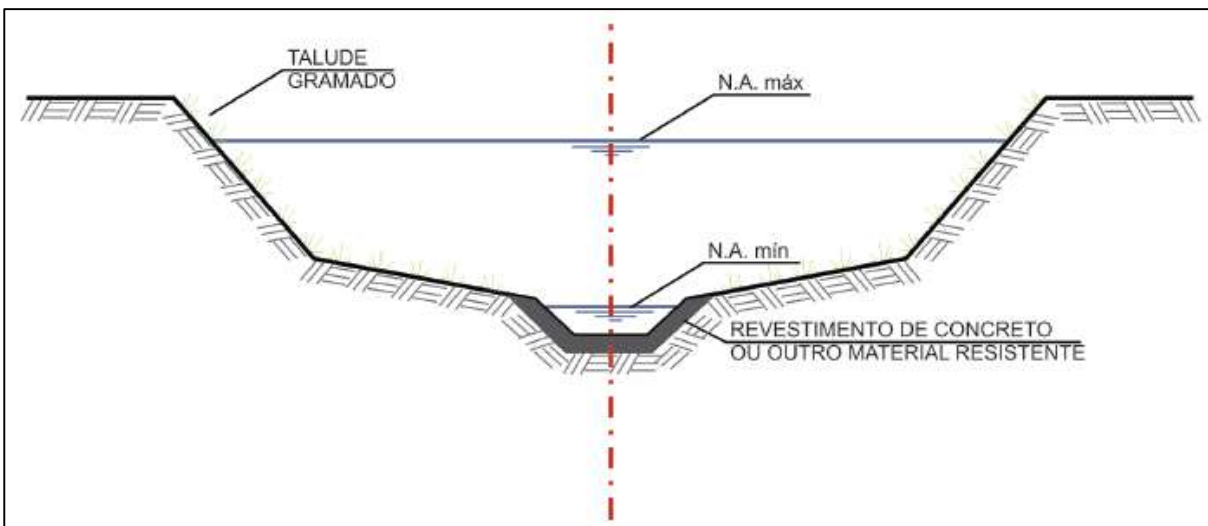 TALUDE
GRAMADO
N.A. máx
N.A. mín
REVESTIMENTO DE CONCRETO
OU OUTRO MATERIAL RESISTENTE